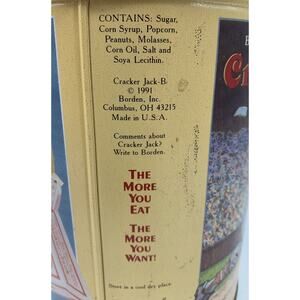 CONTAINS: Sugar,
Corn Syrup, Popcorn,
Peanuts, Molasses,
Corn Oil, Salt and
Soya Lecithin.
Cracker Jack-B
© 1991
Borden, Inc.
Columbus, OH 43215
Made in U.S.A.
Comments about
Cracker Jack?
Write to Borden.
THE
MORE
YOU
EAT
THE
MORE
YOU
WANT!
Store in a cool dry place.